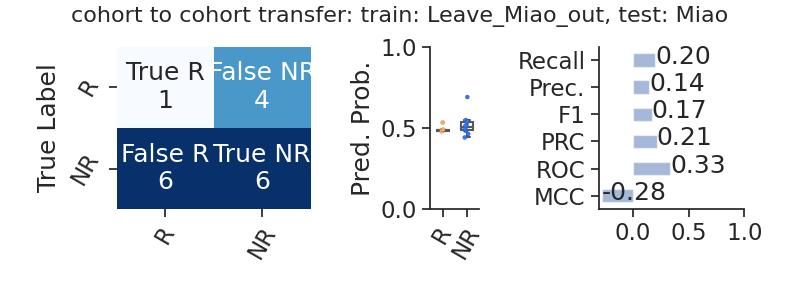 cohort to cohort transfer: train: Leave_Miao_out, test: Miao
True Label
R
NR
True R
1
False NR
4
False R
6
True NR
6
R
NR
Pred. Prob.
1.0
0.5
0.0
R
NR
Recall
0.20
Prec.
0.14
F1
0.17
PRC
0.21
ROC
0.33
MCC
-0.28
0.0
0.5
1.0